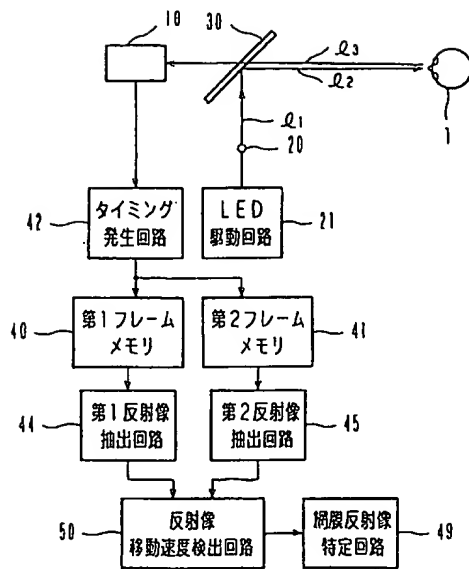 10
30
ℓ3
ℓ2
1
ℓ1
20
42
タイミング
発生回路
LED
駆動回路
21
40
第1フレーム
メモリ
第2フレーム
メモリ
41
44
第1反射像
抽出回路
第2反射像
抽出回路
45
50
反射像
移動速度検出回路
網膜反射像
特定回路
49